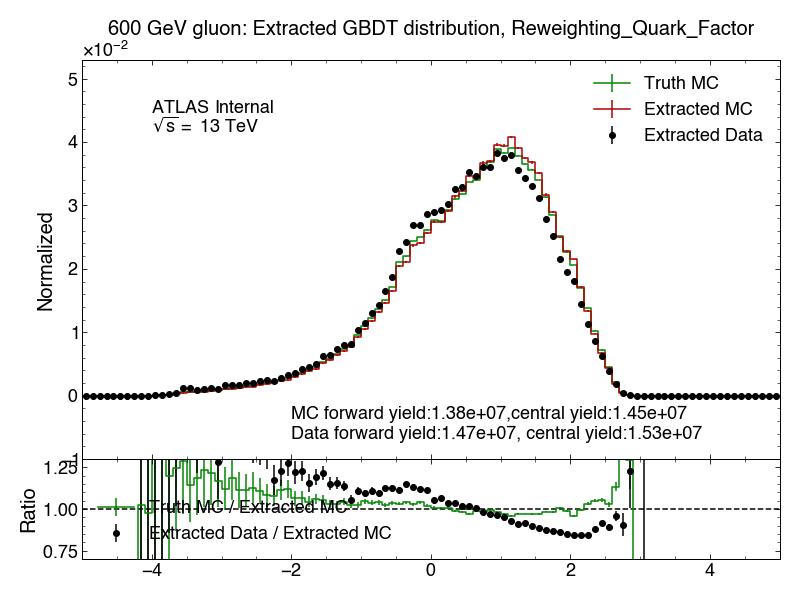 600 GeV gluon: Extracted GBDT distribution, Reweighting_Quark_Factor
×10⁻²
ATLAS Internal
√s = 13 TeV
Truth MC
Extracted MC
Extracted Data
Normalized
5
4
3
2
1
0
MC forward yield:1.38e+07,central yield:1.45e+07
Data forward yield:1.47e+07, central yield:1.53e+07
Ratio
1.25
1.00
0.75
Truth MC / Extracted MC
Extracted Data / Extracted MC
−4 −2 0 2 4